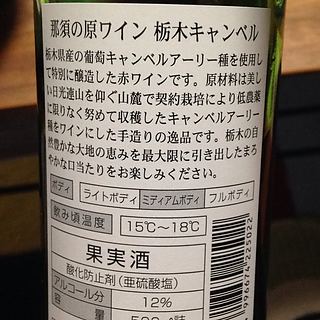 那須の原ワイン 栃木キャンベル
栃木県産の葡萄キャンベルアーリー種を使用し
て特別に醸造した赤ワインです。原材料は美し
い日光連山を仰ぐ山麓で契約栽培により低農薬
に限りなく努めて収穫したキャンベルアーリー
種をワインにした手造りの逸品です。栃木の自
然豊かな大地の恵みを最大限に引き出したまろ
やかな口当たりをお楽しみください。
ボディ ライトボディ ミディアムボディ フルボディ
飲み頃温度 15℃〜18℃
果実酒
酸化防止剤(亜硫酸塩)
アルコール分 12%
容量
4996674225022